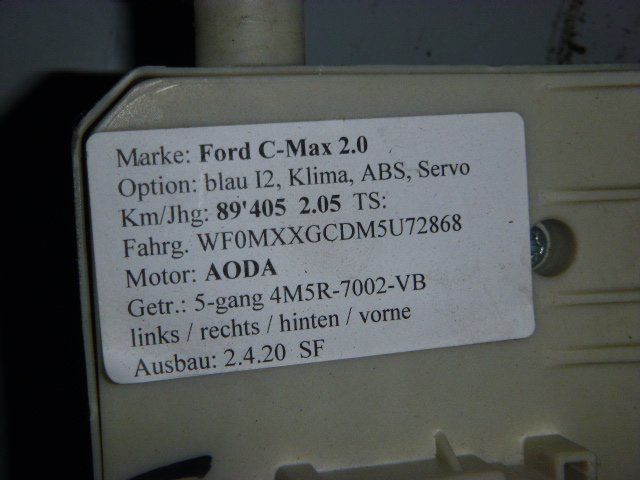 Marke: Ford C-Max 2.0
Option: blau I2, Klima, ABS, Servo
Km/Jhg: 89'405 2.05 TS:
Fahrg. WF0MXXGCDM5U72868
Motor: AODA
Getr.: 5-gang 4M5R-7002-VB
links / rechts / hinten / vorne
Ausbau: 2.4.20 SF